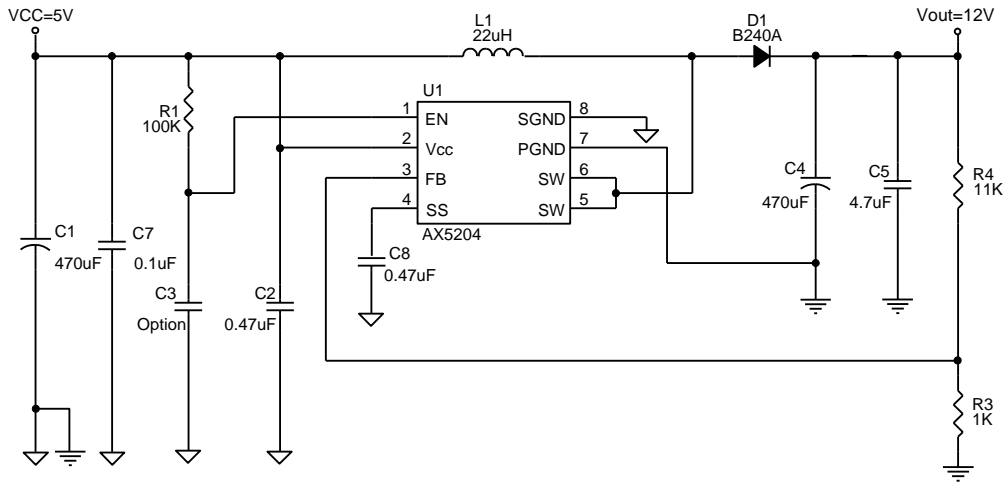 VCC=5V
L1
22uH
D1
B240A
Vout=12V
U1
R1
100K
1
EN
SGND
8
2
Vcc
PGND
7
3
FB
SW
6
4
SS
SW
5
AX5204
C4
470uF
C5
4.7uF
R4
11K
C1
470uF
C7
0.1uF
C8
0.47uF
C3
Option
C2
0.47uF
R3
1K